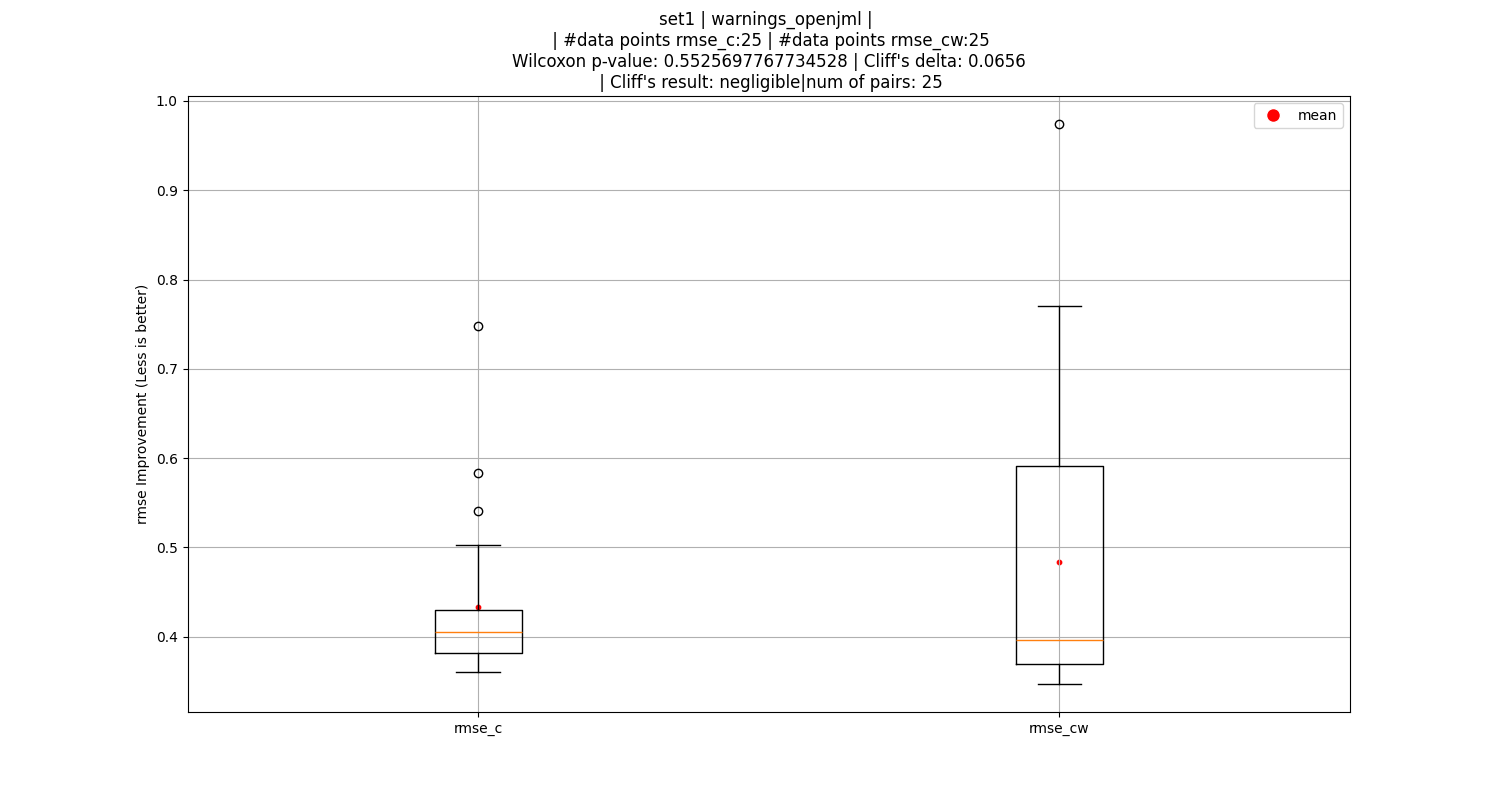 set1 | warnings_openjml |
| #data points rmse_c:25 | #data points rmse_cw:25
Wilcoxon p-value: 0.5525697767734528 | Cliff's delta: 0.0656
| Cliff's result: negligible|num of pairs: 25
mean
rmse Improvement (Less is better)
1.0
0.9
0.8
0.7
0.6
0.5
0.4
rmse_c
rmse_cw